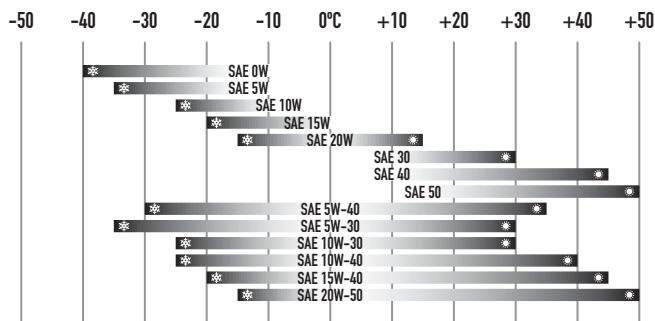 -50 -40 -30 -20 -10 0ºC +10 +20 +30 +40 +50
SAE 0W
SAE 5W
SAE 10W
SAE 15W
SAE 20W
SAE 30
SAE 40
SAE 50
SAE 5W-40
SAE 5W-30
SAE 10W-30
SAE 10W-40
SAE 15W-40
SAE 20W-50